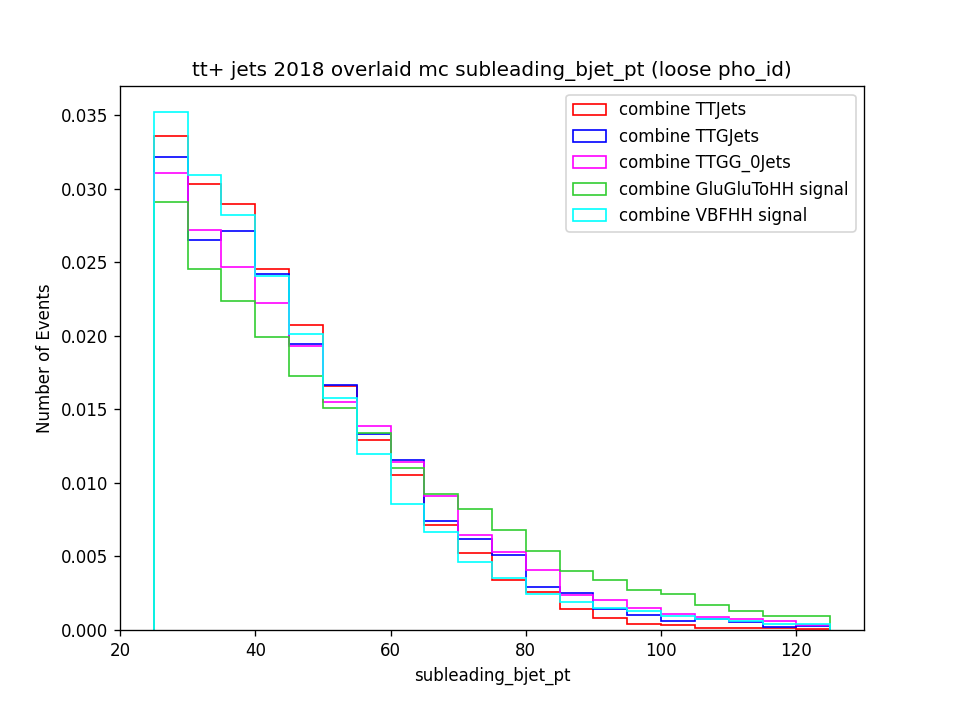 tt+ jets 2018 overlaid mc subleading_bjet_pt (loose pho_id)
combine TTJets
combine TTGJets
combine TTGG_0Jets
combine GluGluToHH signal
combine VBFHH signal
Number of Events
0.035
0.030
0.025
0.020
0.015
0.010
0.005
0.000
20 40 60 80 100 120
subleading_bjet_pt